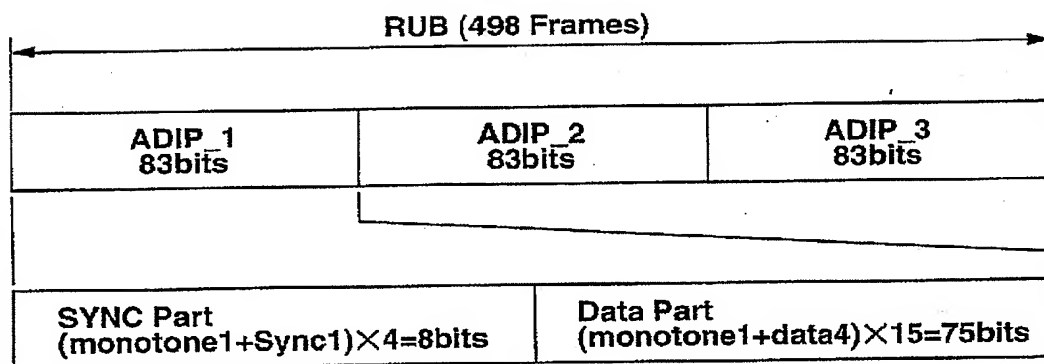 RUB (498 Frames)
ADIP_1
83bits
ADIP_2
83bits
ADIP_3
83bits
SYNC Part
(monotone1+Sync1)×4=8bits
Data Part
(monotone1+data4)×15=75bits